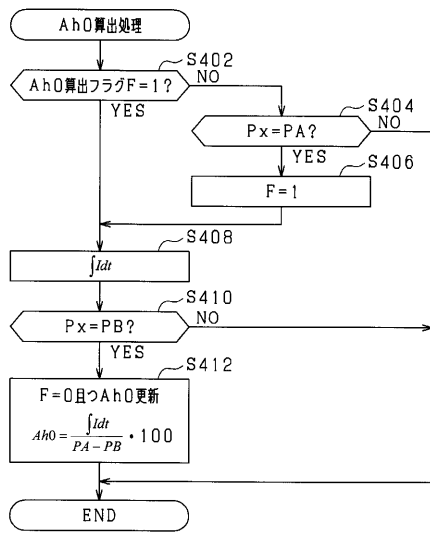 Ah0算出処理
S402
Ah0算出フラグF=1?
NO
YES
S404
Px=PA?
NO
YES
S406
F=1
S408
∫Idt
S410
Px=PB?
NO
YES
S412
F=0且つAh0更新
Ah0=∫Idt/(PA-PB)・100
END